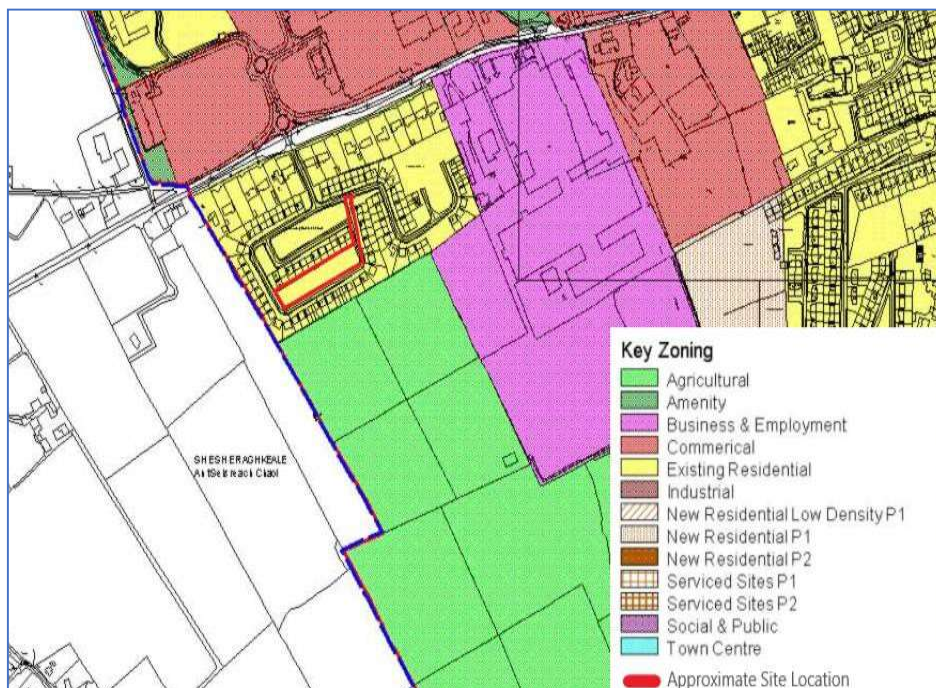 SHESHERAGHKEALE
Key Zoning
Agricultural
Amenity
Business & Employment
Commerical
Existing Residential
Industrial
New Residential Low Density P1
New Residential P1
New Residential P2
Serviced Sites P1
Serviced Sites P2
Social & Public
Town Centre
Approximate Site Location